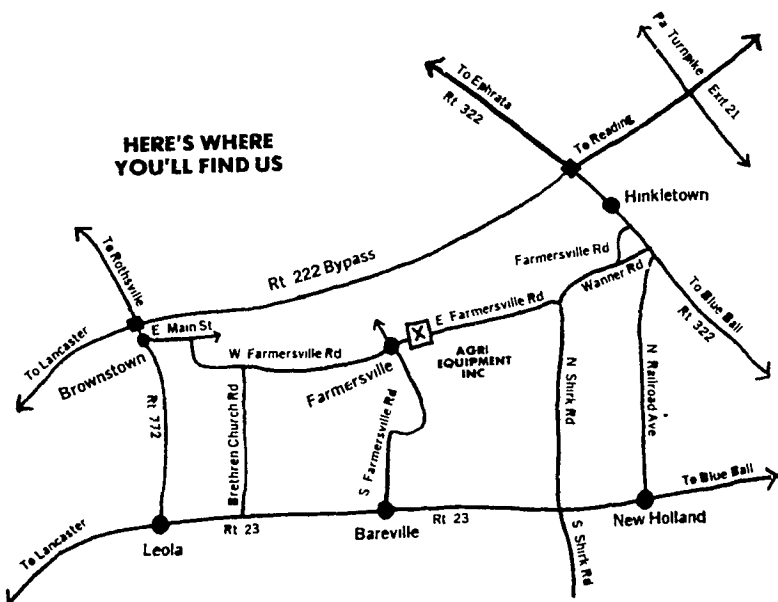 Pa Turnpike
Exit 21
To Ephrata
Rt 322
To Reading
HERE'S WHERE
YOU'LL FIND US
Hinkletown
To Rothsville
Rt 222 Bypass
Farmersville Rd
Wanner Rd
To Blue Ball
Rt 322
E Main St
E Farmersville Rd
To Lancaster
Brownstown
W Farmersville Rd
X
AGRI
EQUIPMENT
INC
Farmersville
Rt 772
Brethren Church Rd
S Farmersville Rd
N Shirk Rd
N Railroad Ave
To Blue Ball
To Lancaster
Leola
Rt 23
Bareville
Rt 23
New Holland
S Shirk Rd